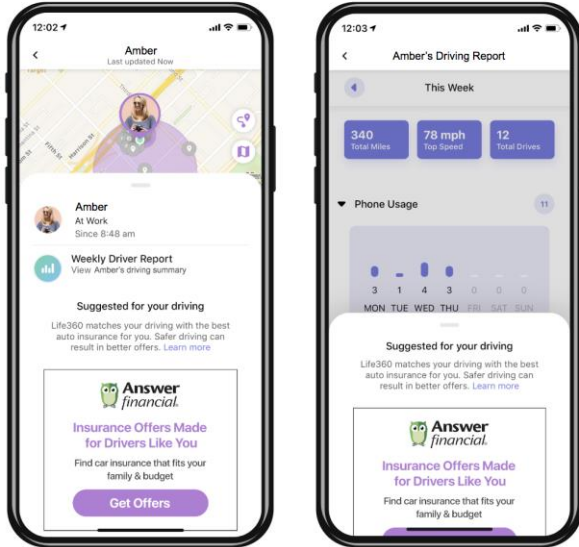 12:02
Amber
Last updated Now
Fifth St
Harrison St
Amber
At Work
Since 8:48 am
Weekly Driver Report
View Amber's driving summary
Suggested for your driving
Life360 matches your driving with the best
auto insurance for you. Safer driving can
result in better offers. Learn more
Answer
financial.
Insurance Offers Made
for Drivers Like You
Find car insurance that fits your
family & budget
Get Offers
12:03
Amber's Driving Report
This Week
340
Total Miles
78 mph
Top Speed
12
Total Drives
Phone Usage
11
3 1 4 3 0 0 0
MON TUE WED THU FRI SAT SUN
Suggested for your driving
Life360 matches your driving with the best
auto insurance for you. Safer driving can
result in better offers. Learn more
Answer
financial.
Insurance Offers Made
for Drivers Like You
Find car insurance that fits your
family & budget